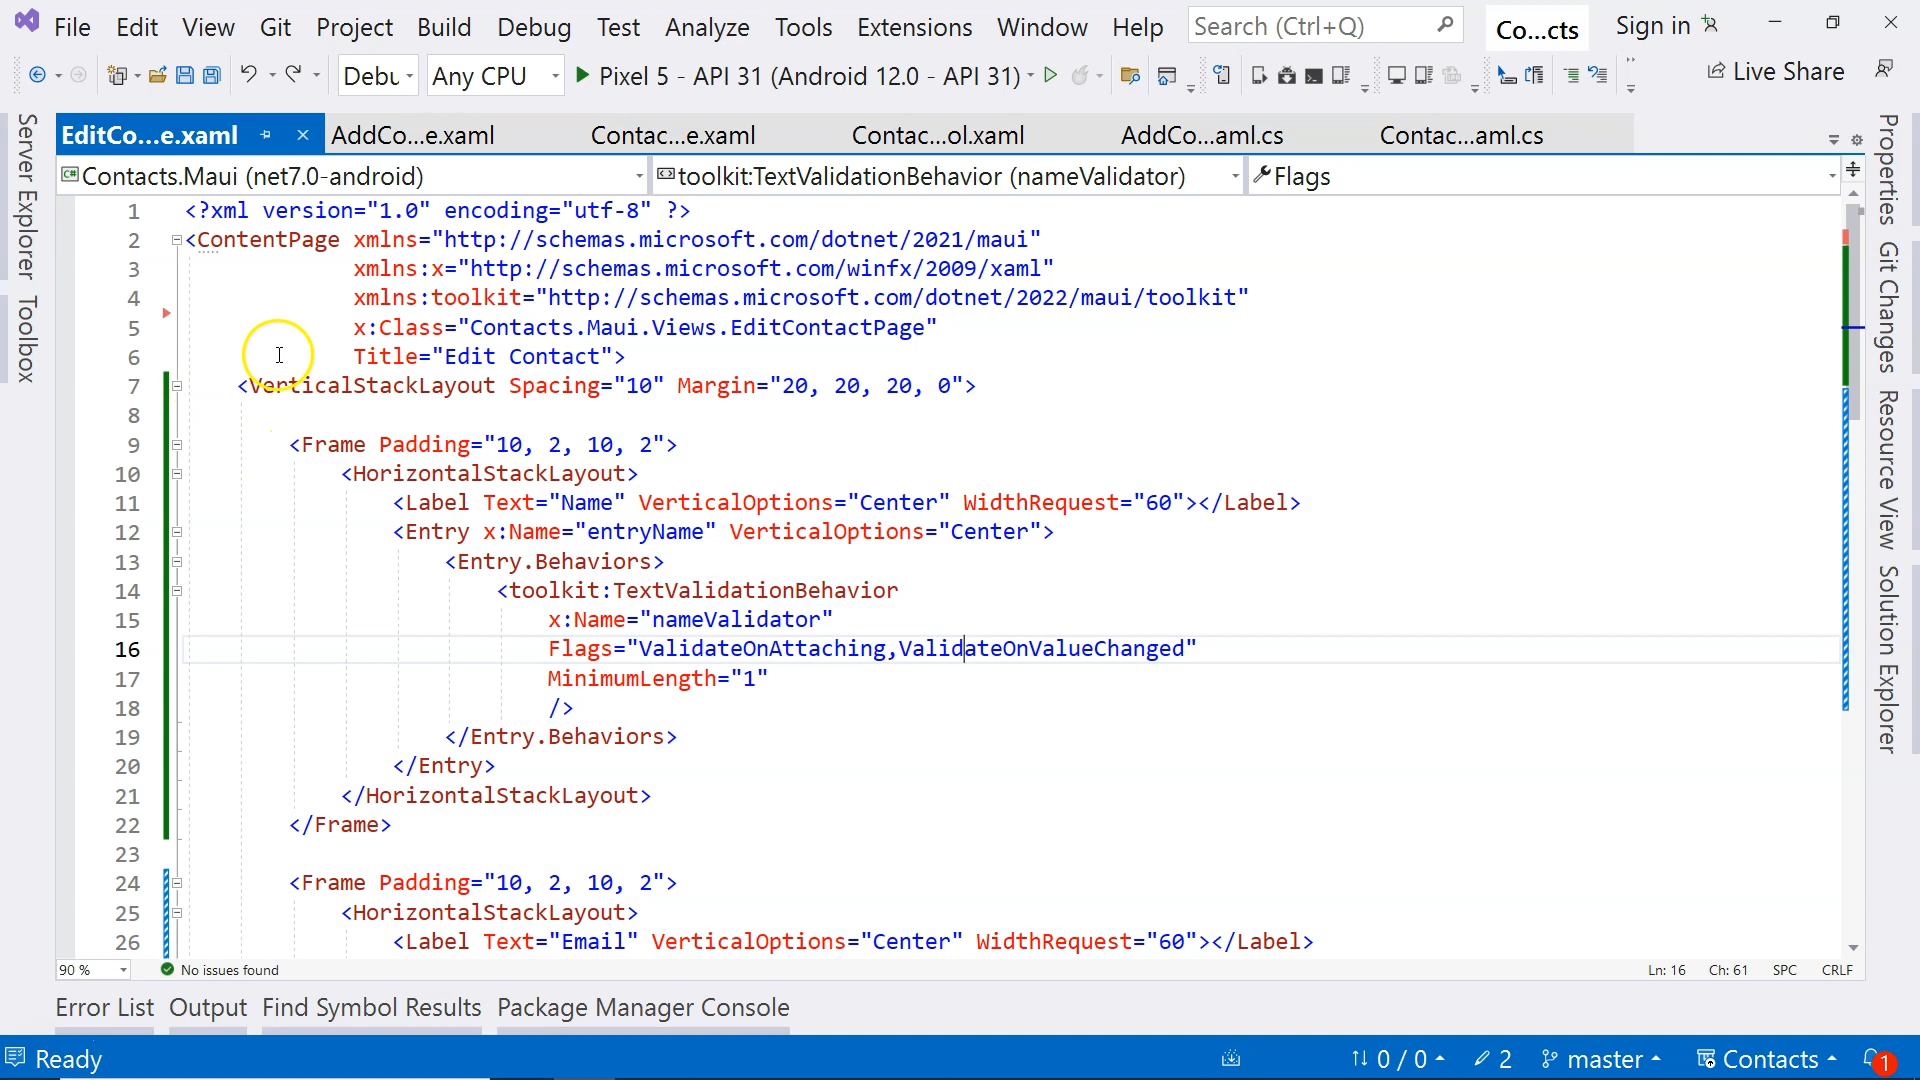 File Edit View Git Project Build Debug Test Analyze Tools Extensions Window Help Search (Ctrl+Q) Co...cts Sign in
Debu Any CPU Pixel 5 - API 31 (Android 12.0 - API 31) Live Share
EditCo...e.xaml AddCo...e.xaml Contac...e.xaml Contac...ol.xaml AddCo...aml.cs Contac...aml.cs
Contacts.Maui (net7.0-android) toolkit:TextValidationBehavior (nameValidator) Flags
Server Explorer
Toolbox
1 <?xml version="1.0" encoding="utf-8" ?>
2 <ContentPage xmlns="http://schemas.microsoft.com/dotnet/2021/maui"
3 xmlns:x="http://schemas.microsoft.com/winfx/2009/xaml"
4 xmlns:toolkit="http://schemas.microsoft.com/dotnet/2022/maui/toolkit"
5 x:Class="Contacts.Maui.Views.EditContactPage"
6 Title="Edit Contact">
7 <VerticalStackLayout Spacing="10" Margin="20, 20, 20, 0">
8
9 <Frame Padding="10, 2, 10, 2">
10 <HorizontalStackLayout>
11 <Label Text="Name" VerticalOptions="Center" WidthRequest="60"></Label>
12 <Entry x:Name="entryName" VerticalOptions="Center">
13 <Entry.Behaviors>
14 <toolkit:TextValidationBehavior
15 x:Name="nameValidator"
16 Flags="ValidateOnAttaching,ValidateOnValueChanged"
17 MinimumLength="1"
18 />
19 </Entry.Behaviors>
20 </Entry>
21 </HorizontalStackLayout>
22 </Frame>
23
24 <Frame Padding="10, 2, 10, 2">
25 <HorizontalStackLayout>
26 <Label Text="Email" VerticalOptions="Center" WidthRequest="60"></Label>
Properties
Git Changes
Resource View
Solution Explorer
90 % No issues found Ln: 16 Ch: 61 SPC CRLF
Error List Output Find Symbol Results Package Manager Console
Ready 0 / 0 2 master Contacts 1